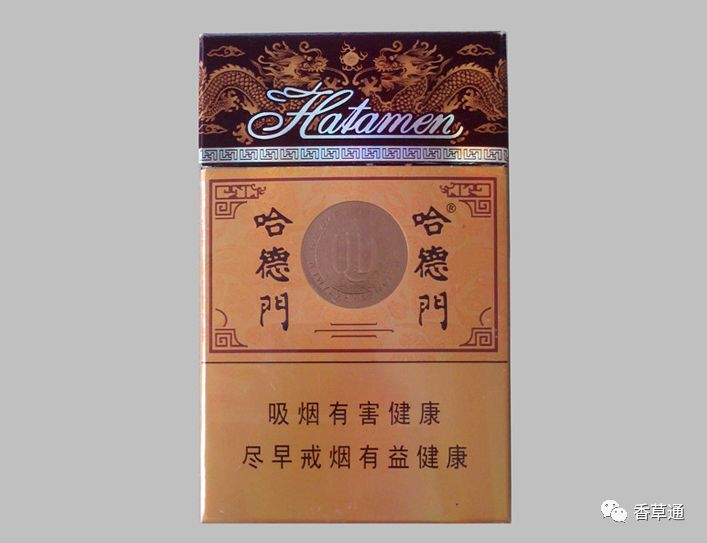 Hatamen
哈德門
哈德門®
吸烟有害健康
尽早戒烟有益健康
香草通